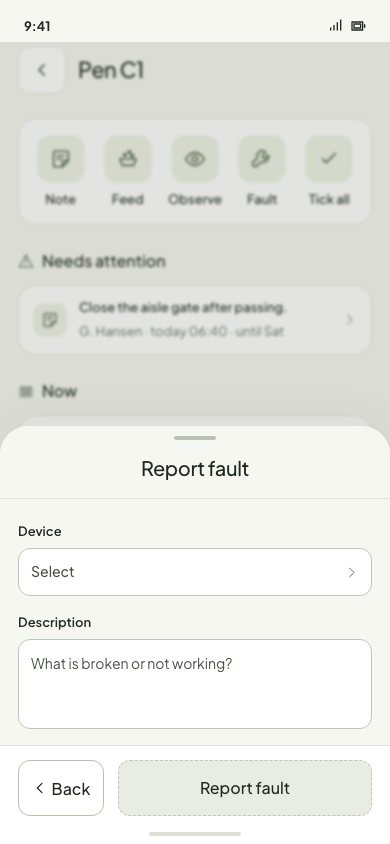 9:41
Pen C1
Note Feed Observe Fault Tick all
Needs attention
Close the aisle gate after passing.
G. Hansen · today 06:40 · until Sat
Now
Report fault
Device
Select
Description
What is broken or not working?
Back
Report fault